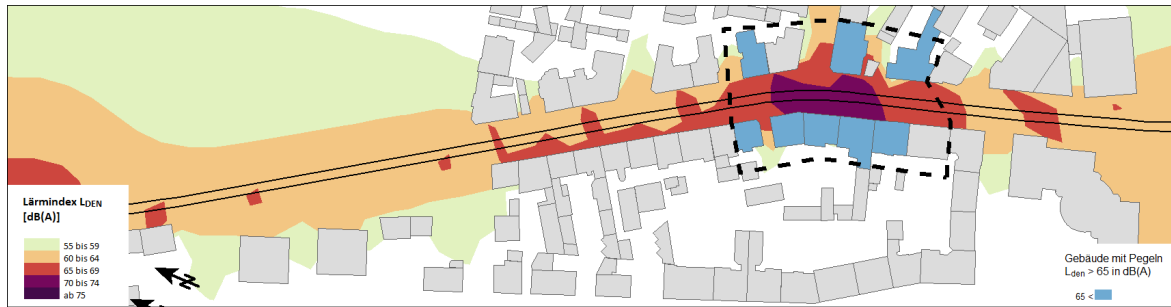 Lärmindex LDEN
[dB(A)]
55 bis 59
60 bis 64
65 bis 69
70 bis 74
ab 75
Gebäude mit Pegeln
Lden > 65 in dB(A)
65 <